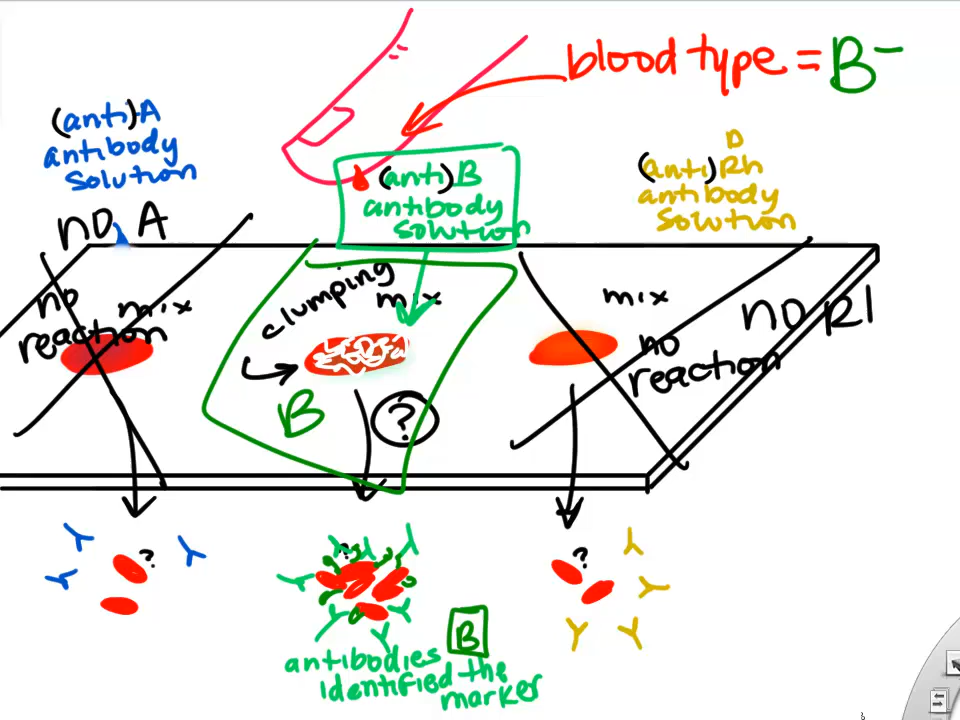 blood type = B-
(anti)-A
antibody
solution
(anti) B
antibody
solution
D
(anti) Rh
antibody
solution
no A
no
reaction
mix
clumping
mix
B
?
mix
no
reaction
no Rh
?
?
?
antibodies
identified the
B
marker